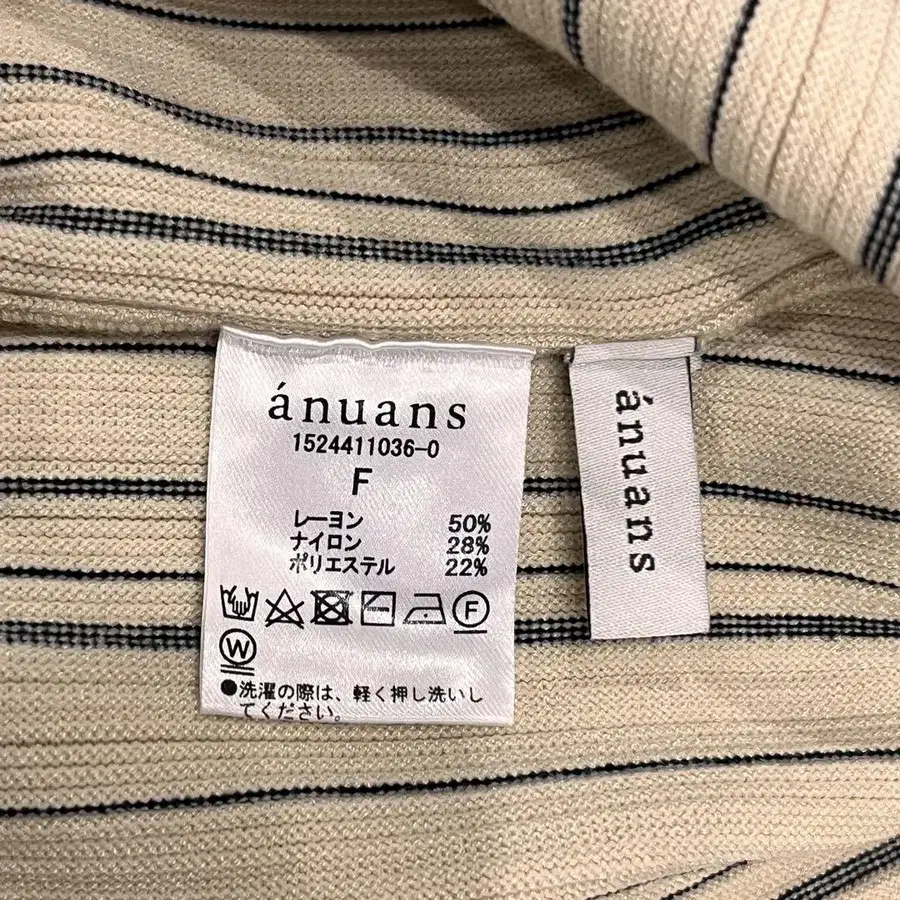 ánuans
1524411036-0
F
レーヨン 50%
ナイロン 28%
ポリエステル 22%
F
W
●洗濯の際は、軽く押し洗いし
てください。
ánuans